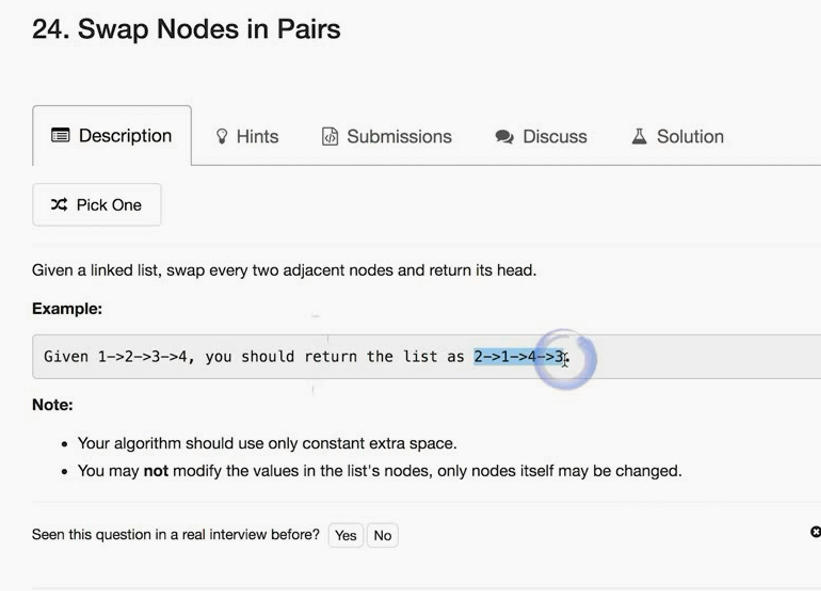 24. Swap Nodes in Pairs
Description Hints Submissions Discuss Solution
Pick One
Given a linked list, swap every two adjacent nodes and return its head.
Example:
Given 1->2->3->4, you should return the list as 2->1->4->3.
Note:
Your algorithm should use only constant extra space.
You may not modify the values in the list's nodes, only nodes itself may be changed.
Seen this question in a real interview before? Yes No